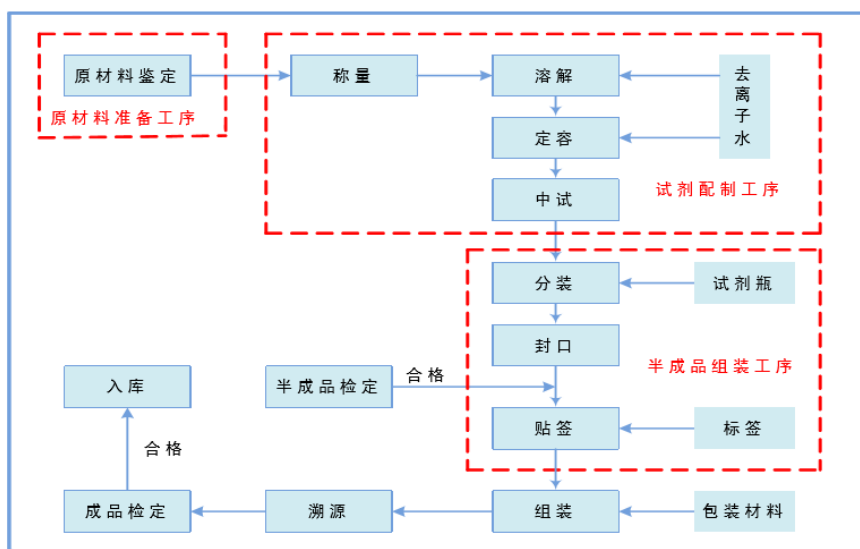 原材料鉴定
称量
溶解
去离子水
原材料准备工序
定容
试剂配制工序
中试
分装
试剂瓶
封口
半成品组装工序
入库
半成品检定
合格
贴签
标签
合格
成品检定
溯源
组装
包装材料